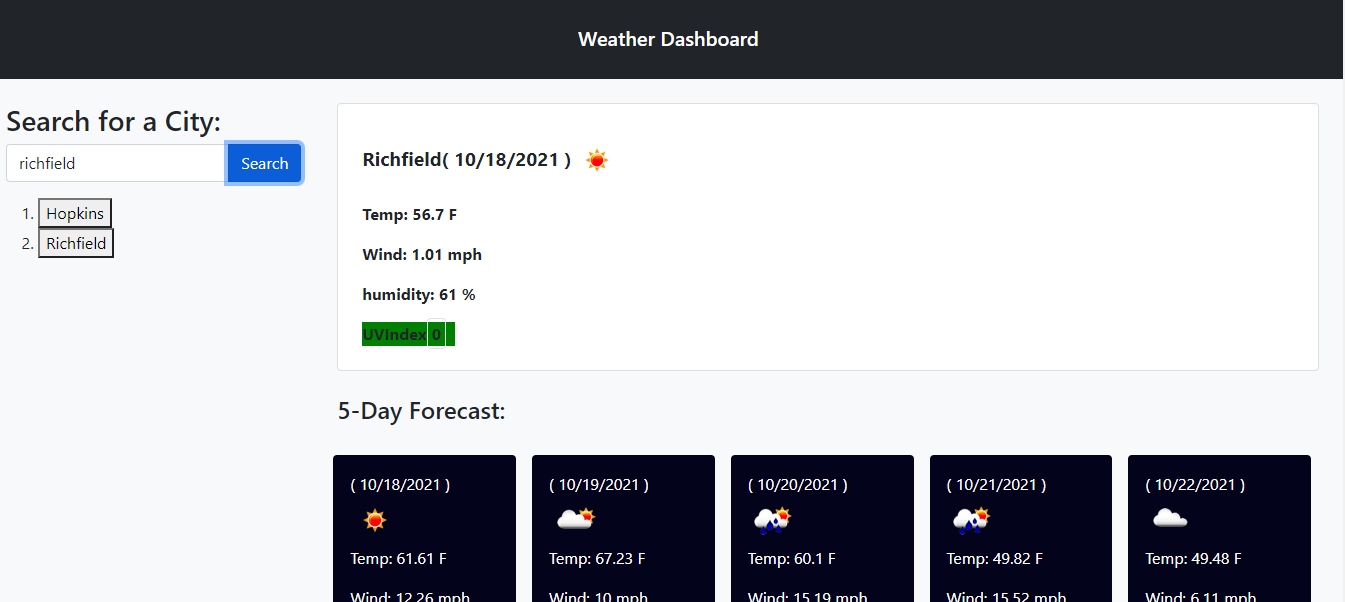 Weather Dashboard
Search for a City:
richfield
Search
1. Hopkins
2. Richfield
Richfield( 10/18/2021 )
Temp: 56.7 F
Wind: 1.01 mph
humidity: 61 %
UVIndex 0
5-Day Forecast:
( 10/18/2021 )
Temp: 61.61 F
Wind: 12.26 mph
( 10/19/2021 )
Temp: 67.23 F
Wind: 10 mph
( 10/20/2021 )
Temp: 60.1 F
Wind: 15.19 mph
( 10/21/2021 )
Temp: 49.82 F
Wind: 15.52 mph
( 10/22/2021 )
Temp: 49.48 F
Wind: 6.11 mph